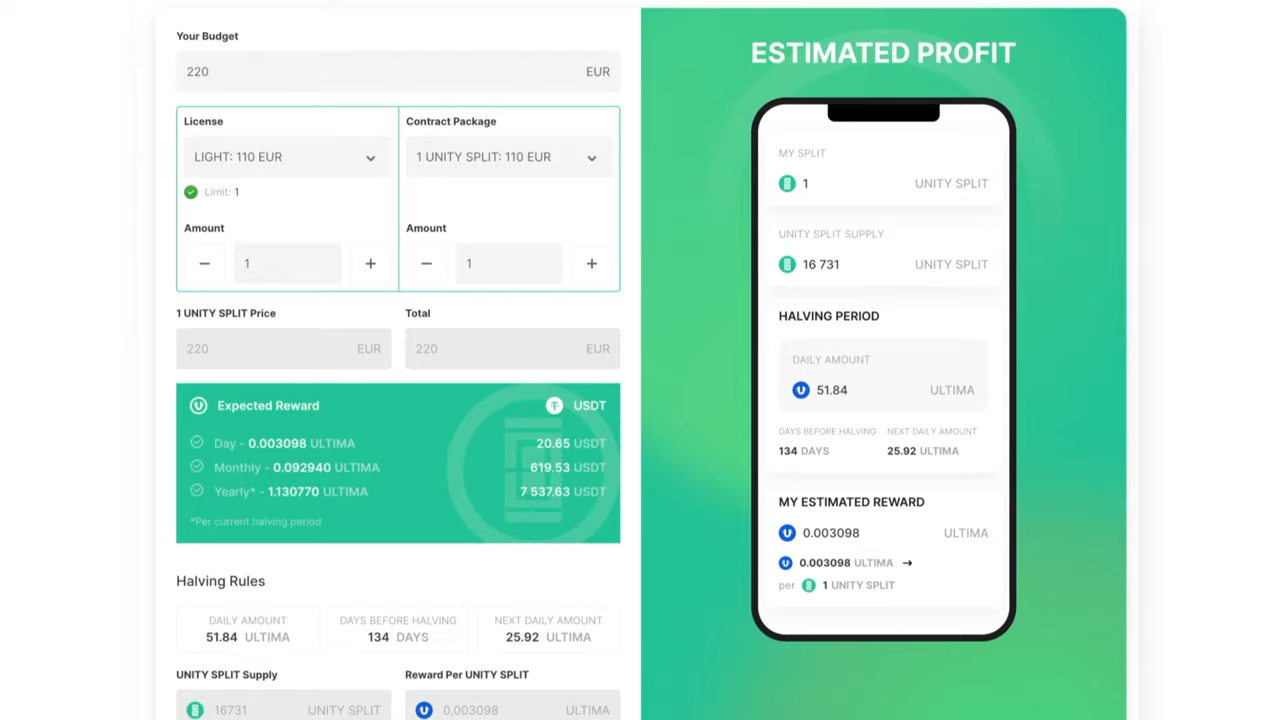 Your Budget
220 EUR
License
LIGHT: 110 EUR
Limit: 1
Amount
− 1 +
Contract Package
1 UNITY SPLIT: 110 EUR
Amount
− 1 +
1 UNITY SPLIT Price
220 EUR
Total
220 EUR
Expected Reward USDT
Day - 0.003098 ULTIMA 20.65 USDT
Monthly - 0.092940 ULTIMA 619.53 USDT
Yearly* - 1.130770 ULTIMA 7 537.63 USDT
*Per current halving period
Halving Rules
DAILY AMOUNT
51.84 ULTIMA
DAYS BEFORE HALVING
134 DAYS
NEXT DAILY AMOUNT
25.92 ULTIMA
UNITY SPLIT Supply
16731 UNITY SPLIT
Reward Per UNITY SPLIT
0,003098 ULTIMA
ESTIMATED PROFIT
MY SPLIT
1 UNITY SPLIT
UNITY SPLIT SUPPLY
16 731 UNITY SPLIT
HALVING PERIOD
DAILY AMOUNT
51.84 ULTIMA
DAYS BEFORE HALVING
134 DAYS
NEXT DAILY AMOUNT
25.92 ULTIMA
MY ESTIMATED REWARD
0.003098 ULTIMA
0.003098 ULTIMA →
per 1 UNITY SPLIT